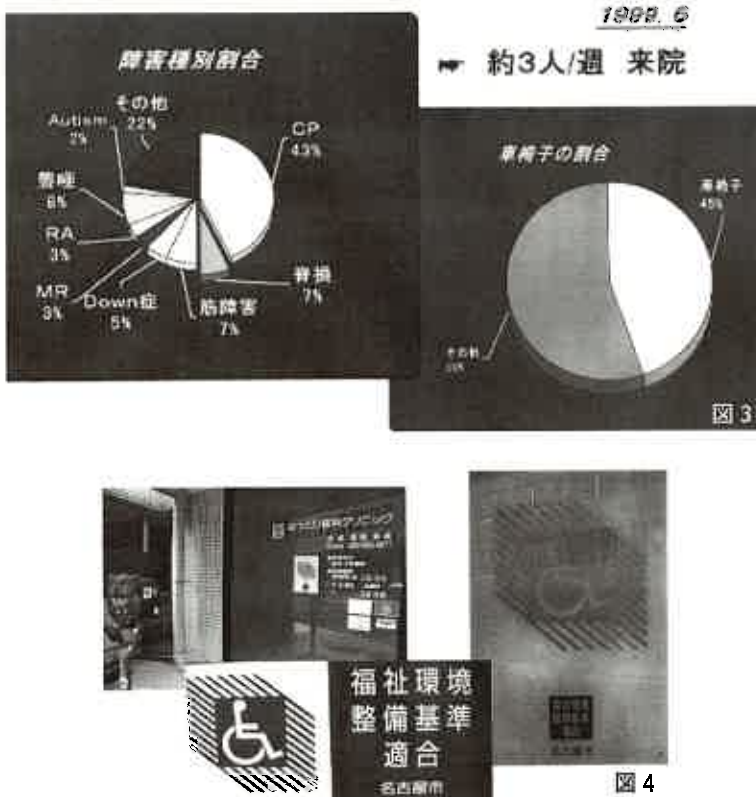 1999. 6
☛ 約3人/週 来院
障害種別割合
その他
22%
Autism
2%
CP
43%
RA
3%
MR
3%
Down症
5%
筋障害
7%
脊損
7%
車椅子の割合
車椅子
45%
その他
図3
福祉環境
整備基準
適合
名古屋市
図4